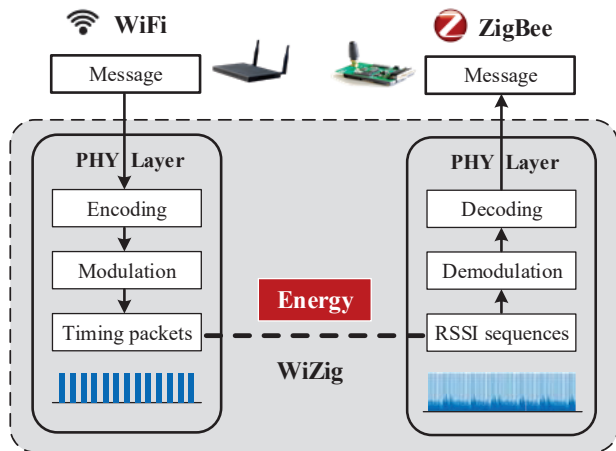 WiFi
Message
PHY Layer
Encoding
Modulation
Timing packets
Energy
WiZig
Z ZigBee
Message
PHY Layer
Decoding
Demodulation
RSSI sequences